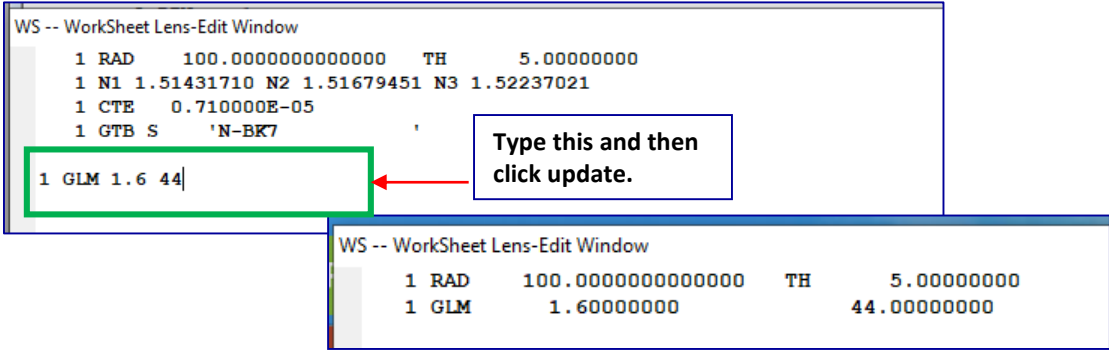 WS -- WorkSheet Lens-Edit Window
1 RAD 100.0000000000000 TH 5.00000000
1 N1 1.51431710 N2 1.51679451 N3 1.52237021
1 CTE 0.710000E-05
1 GTB S 'N-BK7 '
1 GLM 1.6 44
Type this and then
click update.
WS -- WorkSheet Lens-Edit Window
1 RAD 100.0000000000000 TH 5.00000000
1 GLM 1.60000000 44.00000000